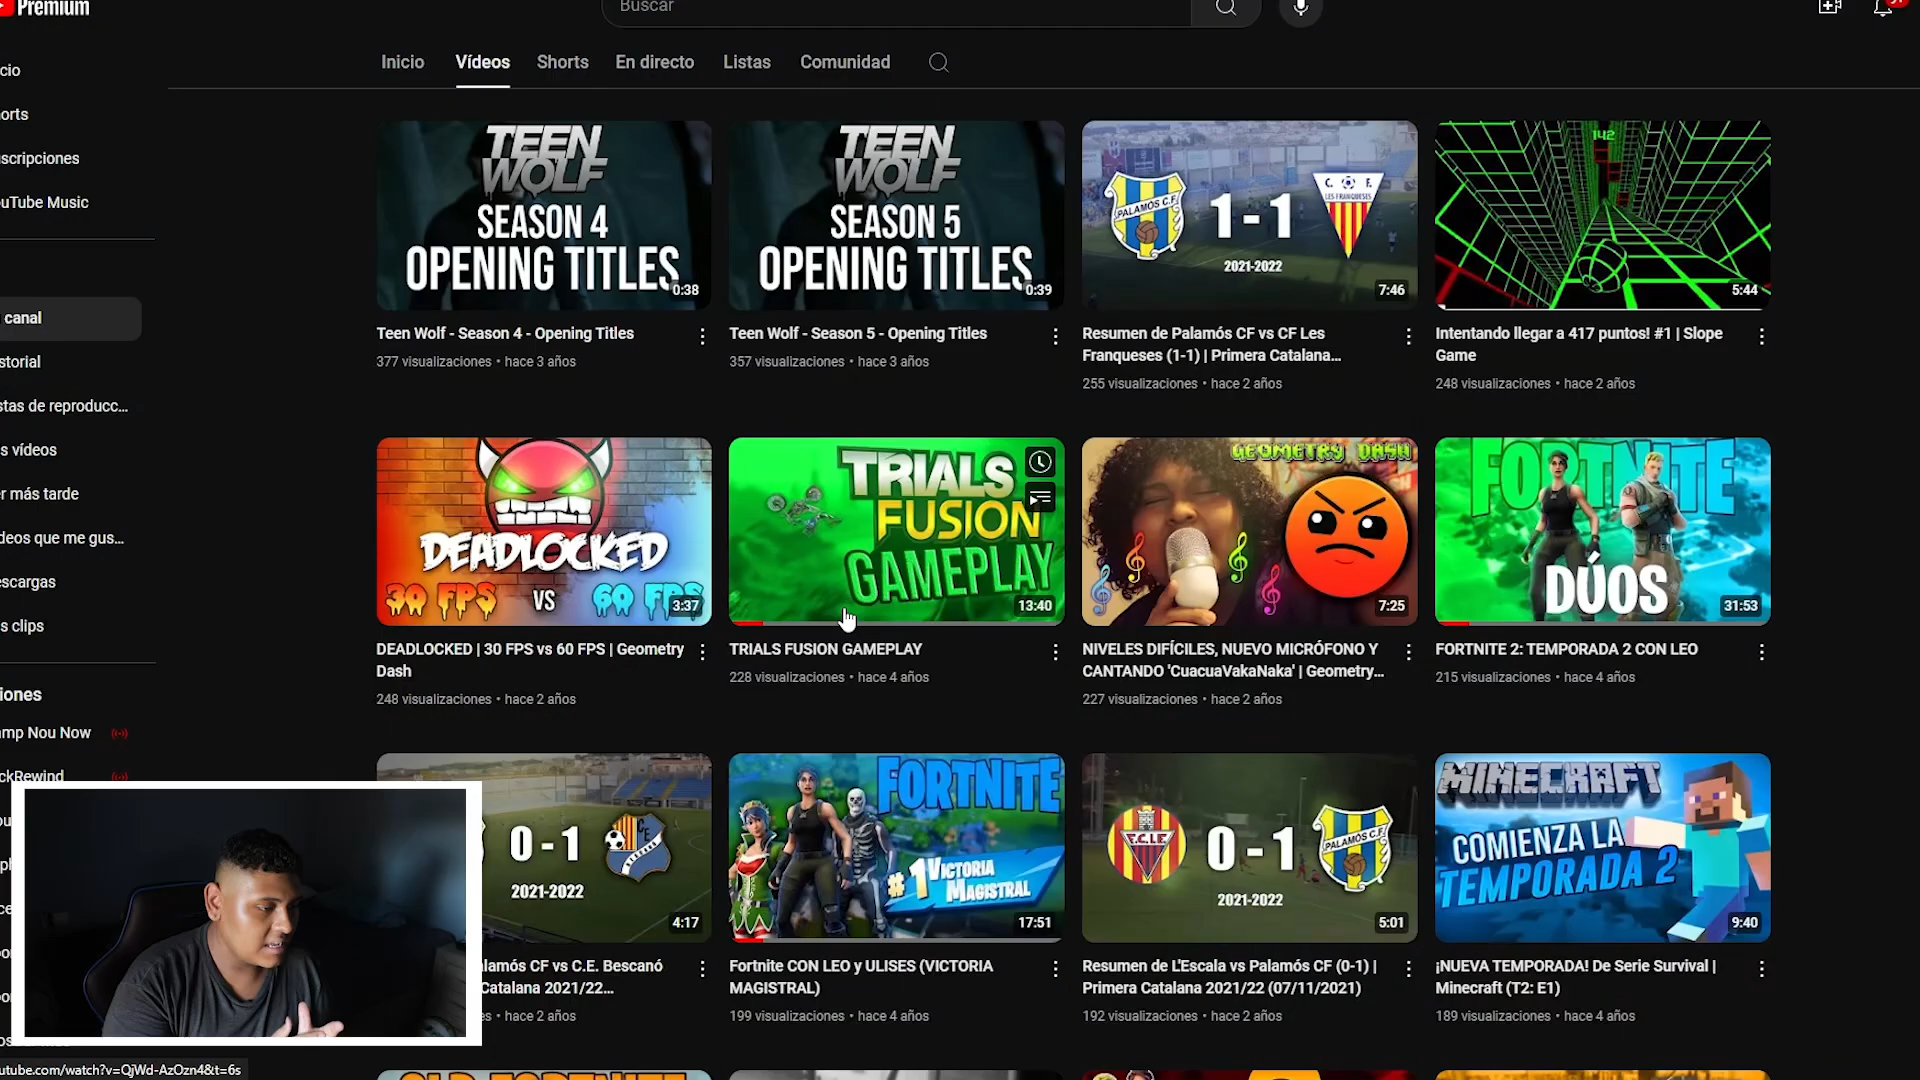 Premium
Buscar
cio
Inicio
Vídeos
Shorts
En directo
Listas
Comunidad
orts
scripciones
uTube Music
canal
storial
stas de reproducc...
s vídeos
er más tarde
deos que me gus...
escargas
s clips
iones
mp Nou Now
ckRewind
TEEN
WOLF
SEASON 4
OPENING TITLES
0:38
TEEN
WOLF
SEASON 5
OPENING TITLES
0:39
PALAMÓS C.F.
1-1
C. F.
LES FRANQUESES
2021-2022
7:46
142
5:44
Teen Wolf - Season 4 - Opening Titles
377 visualizaciones • hace 3 años
Teen Wolf - Season 5 - Opening Titles
357 visualizaciones • hace 3 años
Resumen de Palamós CF vs CF Les
Franqueses (1-1) | Primera Catalana...
255 visualizaciones • hace 2 años
Intentando llegar a 417 puntos! #1 | Slope
Game
248 visualizaciones • hace 2 años
DEADLOCKED
30 FPS VS 60 FPS
3:37
TRIALS
FUSION
GAMEPLAY
13:40
GEOMETRY DASH
7:25
FORTNITE
DÚOS
31:53
DEADLOCKED | 30 FPS vs 60 FPS | Geometry
Dash
248 visualizaciones • hace 2 años
TRIALS FUSION GAMEPLAY
228 visualizaciones • hace 4 años
NIVELES DIFÍCILES, NUEVO MICRÓFONO Y
CANTANDO 'CuacuaVakaNaka' | Geometry...
227 visualizaciones • hace 2 años
FORTNITE 2: TEMPORADA 2 CON LEO
215 visualizaciones • hace 4 años
0-1
2021-2022
4:17
FORTNITE
#1 VICTORIA
MAGISTRAL
17:51
F.C.L.E.
0-1
PALAMÓS C.F.
2021-2022
5:01
MINECRAFT
COMIENZA LA
TEMPORADA 2
9:40
lamós CF vs C.E. Bescanó
Catalana 2021/22...
es • hace 2 años
Fortnite CON LEO y ULISES (VICTORIA
MAGISTRAL)
199 visualizaciones • hace 4 años
Resumen de L'Escala vs Palamós CF (0-1) |
Primera Catalana 2021/22 (07/11/2021)
192 visualizaciones • hace 2 años
¡NUEVA TEMPORADA! De Serie Survival |
Minecraft (T2: E1)
189 visualizaciones • hace 4 años
utube.com/watch?v=QjWd-AzOzn4&t=6s
OLD FORTNITE